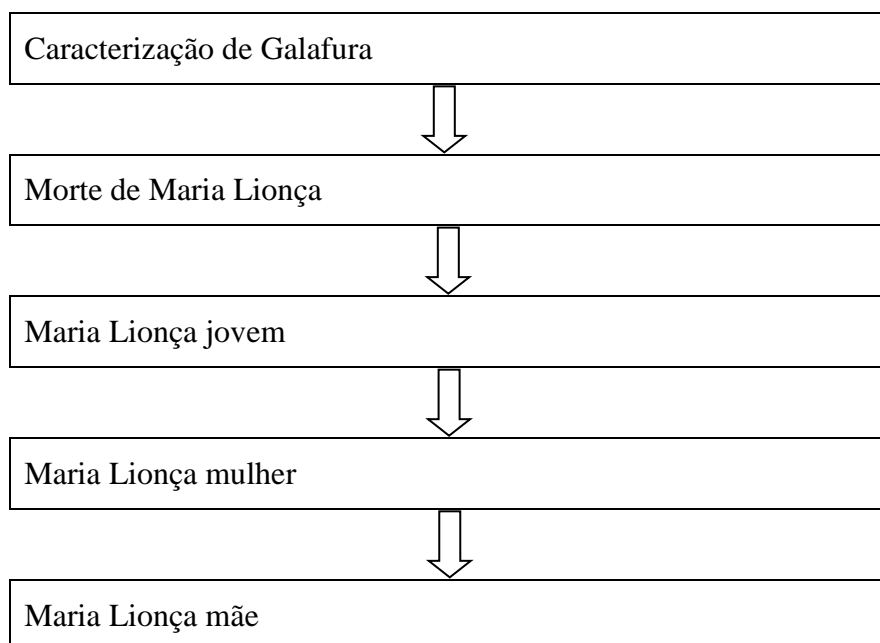 Caracterização de Galafura
Morte de Maria Lionça
Maria Lionça jovem
Maria Lionça mulher
Maria Lionça mãe